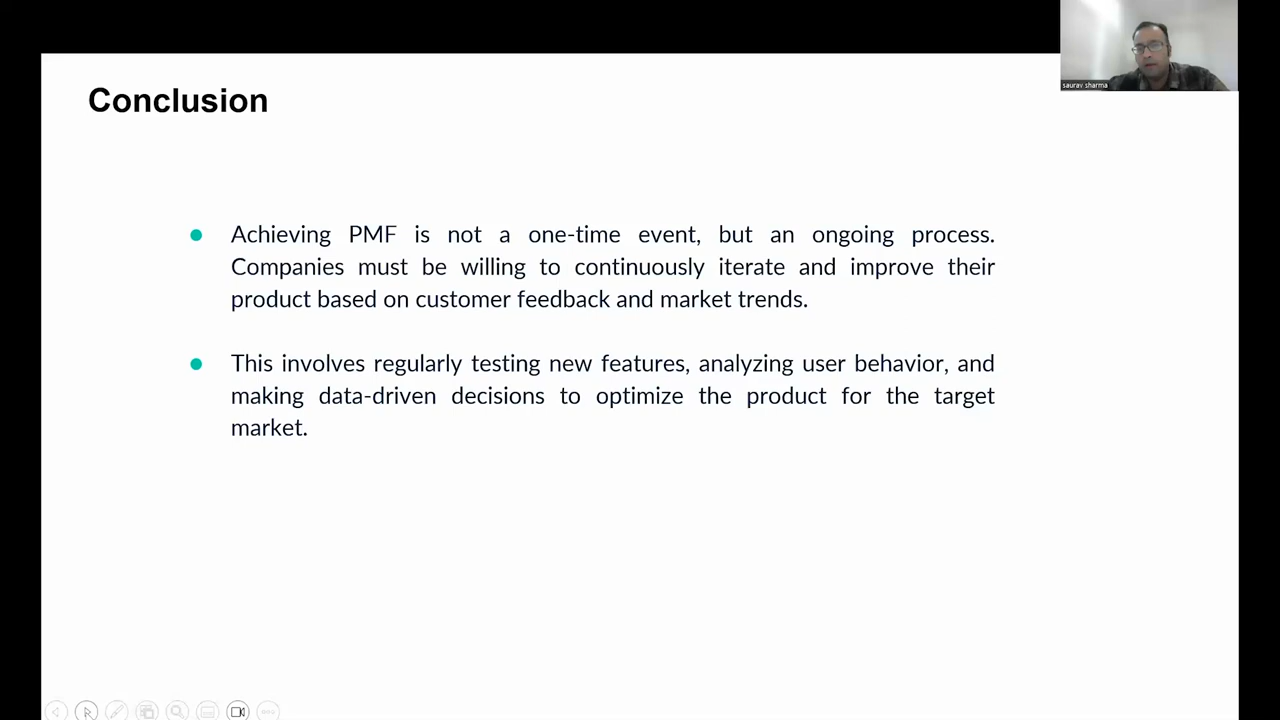 saurav sharma
Conclusion
Achieving PMF is not a one-time event, but an ongoing process.
Companies must be willing to continuously iterate and improve their
product based on customer feedback and market trends.
This involves regularly testing new features, analyzing user behavior, and
making data-driven decisions to optimize the product for the target
market.